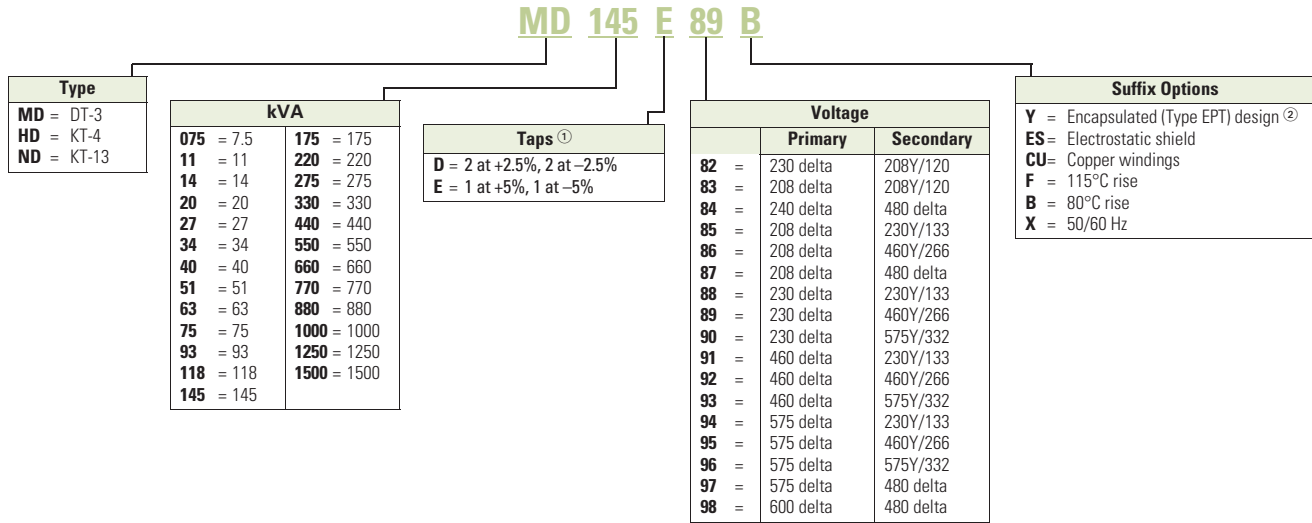 MD 145 E 89 B
Type
MD = DT-3
HD = KT-4
ND = KT-13
kVA
075 = 7.5
11 = 11
14 = 14
20 = 20
27 = 27
34 = 34
40 = 40
51 = 51
63 = 63
75 = 75
93 = 93
118 = 118
145 = 145
175 = 175
220 = 220
275 = 275
330 = 330
440 = 440
550 = 550
660 = 660
770 = 770
880 = 880
1000 = 1000
1250 = 1250
1500 = 1500
Taps ①
D = 2 at +2.5%, 2 at –2.5%
E = 1 at +5%, 1 at –5%
Voltage
Primary Secondary
82 = 230 delta 208Y/120
83 = 208 delta 208Y/120
84 = 240 delta 480 delta
85 = 208 delta 230Y/133
86 = 208 delta 460Y/266
87 = 208 delta 480 delta
88 = 230 delta 230Y/133
89 = 230 delta 460Y/266
90 = 230 delta 575Y/332
91 = 460 delta 230Y/133
92 = 460 delta 460Y/266
93 = 460 delta 575Y/332
94 = 575 delta 230Y/133
95 = 575 delta 460Y/266
96 = 575 delta 575Y/332
97 = 575 delta 480 delta
98 = 600 delta 480 delta
Suffix Options
Y = Encapsulated (Type EPT) design ②
ES = Electrostatic shield
CU = Copper windings
F = 115°C rise
B = 80°C rise
X = 50/60 Hz